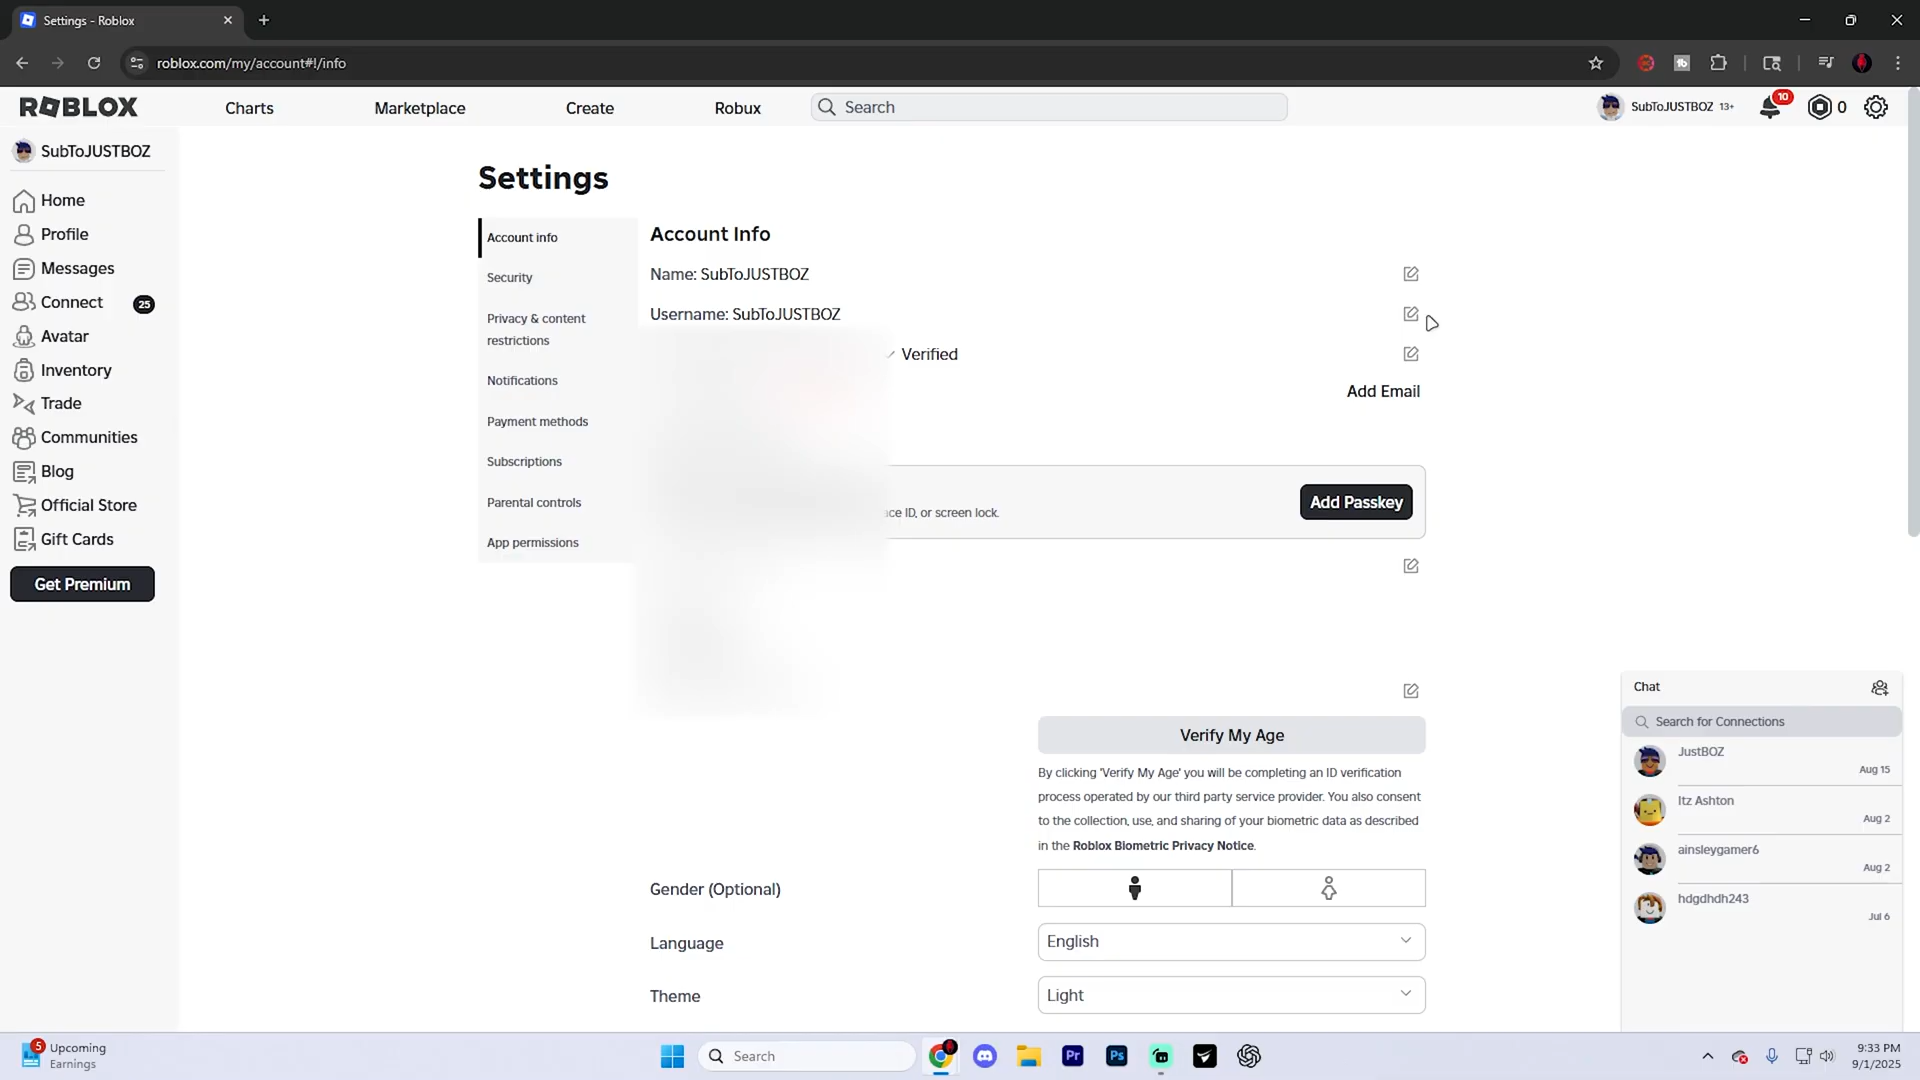 Settings - Roblox
roblox.com/my/account#!/info
ROBLOX
Charts
Marketplace
Create
Robux
Search
SubToJUSTBOZ 13+
10
0
SubToJUSTBOZ
Home
Profile
Messages
Connect
25
Avatar
Inventory
Trade
Communities
Blog
Official Store
Gift Cards
Get Premium
Settings
Account info
Security
Privacy & content
restrictions
Notifications
Payment methods
Subscriptions
Parental controls
App permissions
Account Info
Name: SubToJUSTBOZ
Username: SubToJUSTBOZ
Verified
Add Email
ace ID, or screen lock.
Add Passkey
Verify My Age
By clicking 'Verify My Age' you will be completing an ID verification
process operated by our third party service provider. You also consent
to the collection, use, and sharing of your biometric data as described
in the Roblox Biometric Privacy Notice.
Gender (Optional)
Language
English
Theme
Light
Chat
Search for Connections
JustBOZ
Aug 15
Itz Ashton
Aug 2
ainsleygamer6
Aug 2
hdgdhdh243
Jul 6
5
Upcoming
Earnings
Search
Pr
Ps
9:33 PM
9/1/2025